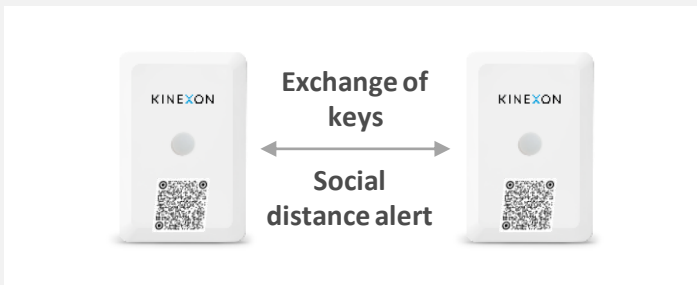 KINEXON
Exchange of
keys
Social
distance alert
KINEXON